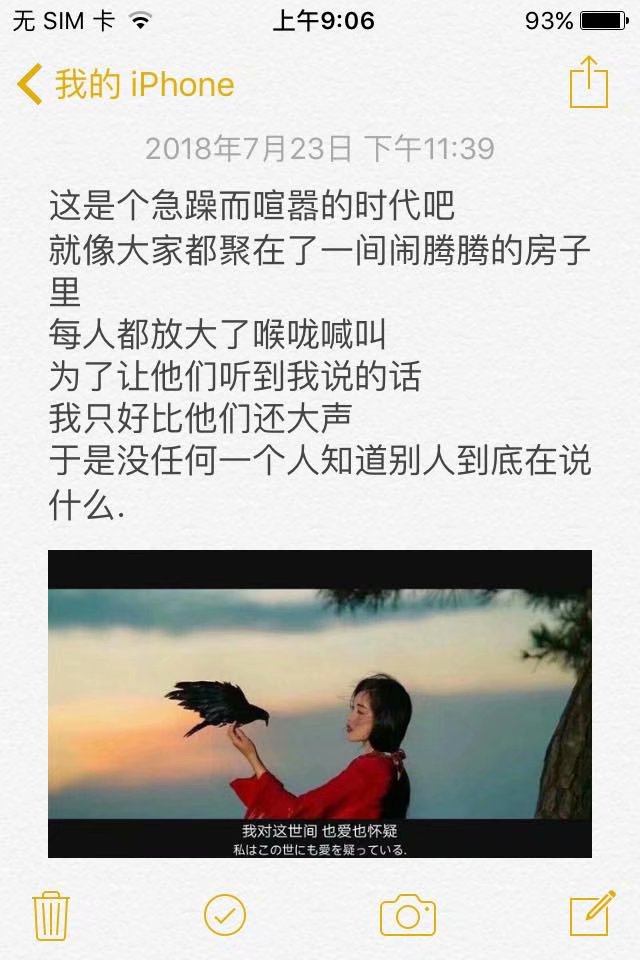 无 SIM 卡 上午9:06 93%
我的 iPhone
2018年7月23日 下午11:39
这是个急躁而喧嚣的时代吧
就像大家都聚在了一间闹腾腾的房子
里
每人都放大了喉咙喊叫
为了让他们听到我说的话
我只好比他们还大声
于是没任何一个人知道别人到底在说
什么.
我对这世间 也爱也怀疑
私はこの世にも愛を疑っている.